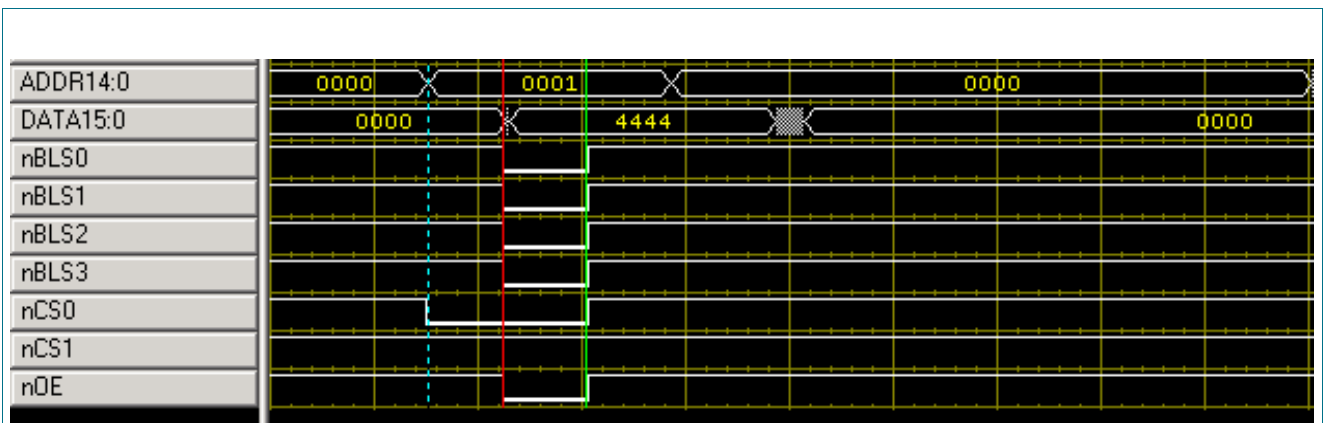 ADDR14:0 0000 0001 0000
DATA15:0 0000 4444 0000
nBLS0
nBLS1
nBLS2
nBLS3
nCS0
nCS1
nOE